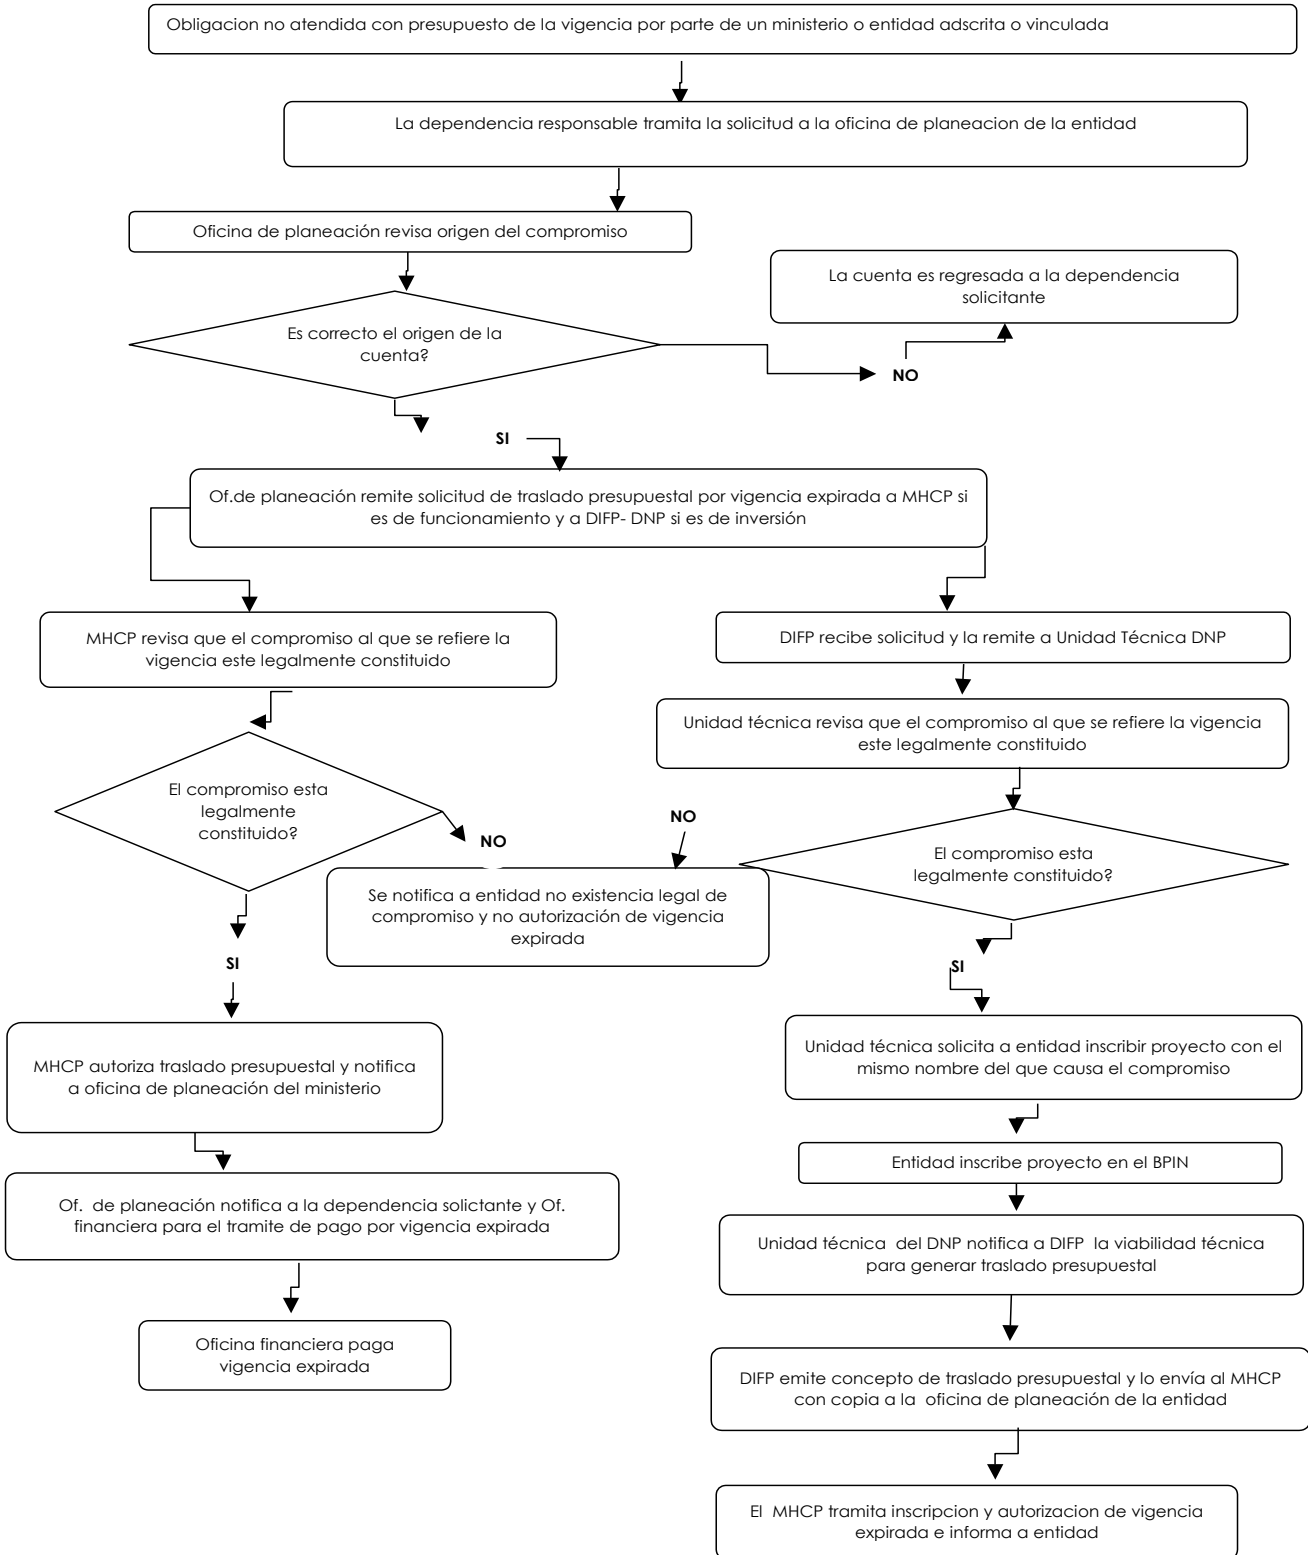 Obligacion no atendida con presupuesto de la vigencia por parte de un ministerio o entidad adscrita o vinculada
La dependencia responsable tramita la solicitud a la oficina de planeacion de la entidad
Oficina de planeación revisa origen del compromiso
La cuenta es regresada a la dependencia
solicitante
Es correcto el origen de la
cuenta?
NO
SI
Of.de planeación remite solicitud de traslado presupuestal por vigencia expirada a MHCP si
es de funcionamiento y a DIFP- DNP si es de inversión
MHCP revisa que el compromiso al que se refiere la
vigencia este legalmente constituido
DIFP recibe solicitud y la remite a Unidad Técnica DNP
Unidad técnica revisa que el compromiso al que se refiere la vigencia
este legalmente constituido
El compromiso esta
legalmente
constituido?
NO
NO
El compromiso esta
legalmente constituido?
Se notifica a entidad no existencia legal de
compromiso y no autorización de vigencia
expirada
SI
SI
MHCP autoriza traslado presupuestal y notifica
a oficina de planeación del ministerio
Unidad técnica solicita a entidad inscribir proyecto con el
mismo nombre del que causa el compromiso
Entidad inscribe proyecto en el BPIN
Of.  de planeación notifica a la dependencia solictante y Of.
financiera para el tramite de pago por vigencia expirada
Unidad técnica  del DNP notifica a DIFP  la viabilidad técnica
para generar traslado presupuestal
Oficina financiera paga
vigencia expirada
DIFP emite concepto de traslado presupuestal y lo envía al MHCP
con copia a la  oficina de planeación de la entidad
El  MHCP tramita inscripcion y autorizacion de vigencia
expirada e informa a entidad